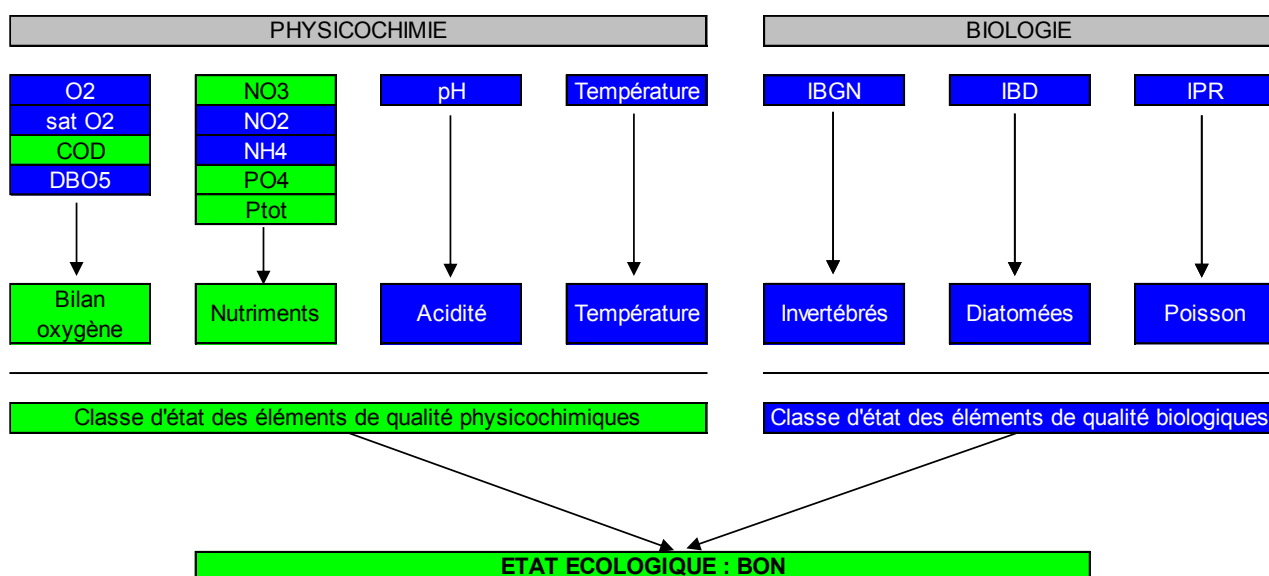 PHYSICOCHIMIE
BIOLOGIE
O2
sat O2
COD
DBO5
NO3
NO2
NH4
PO4
Ptot
pH
Température
IBGN
IBD
IPR
Bilan
oxygène
Nutriments
Acidité
Température
Invertébrés
Diatomées
Poisson
Classe d'état des éléments de qualité physicochimiques
Classe d'état des éléments de qualité biologiques
ETAT ECOLOGIQUE : BON